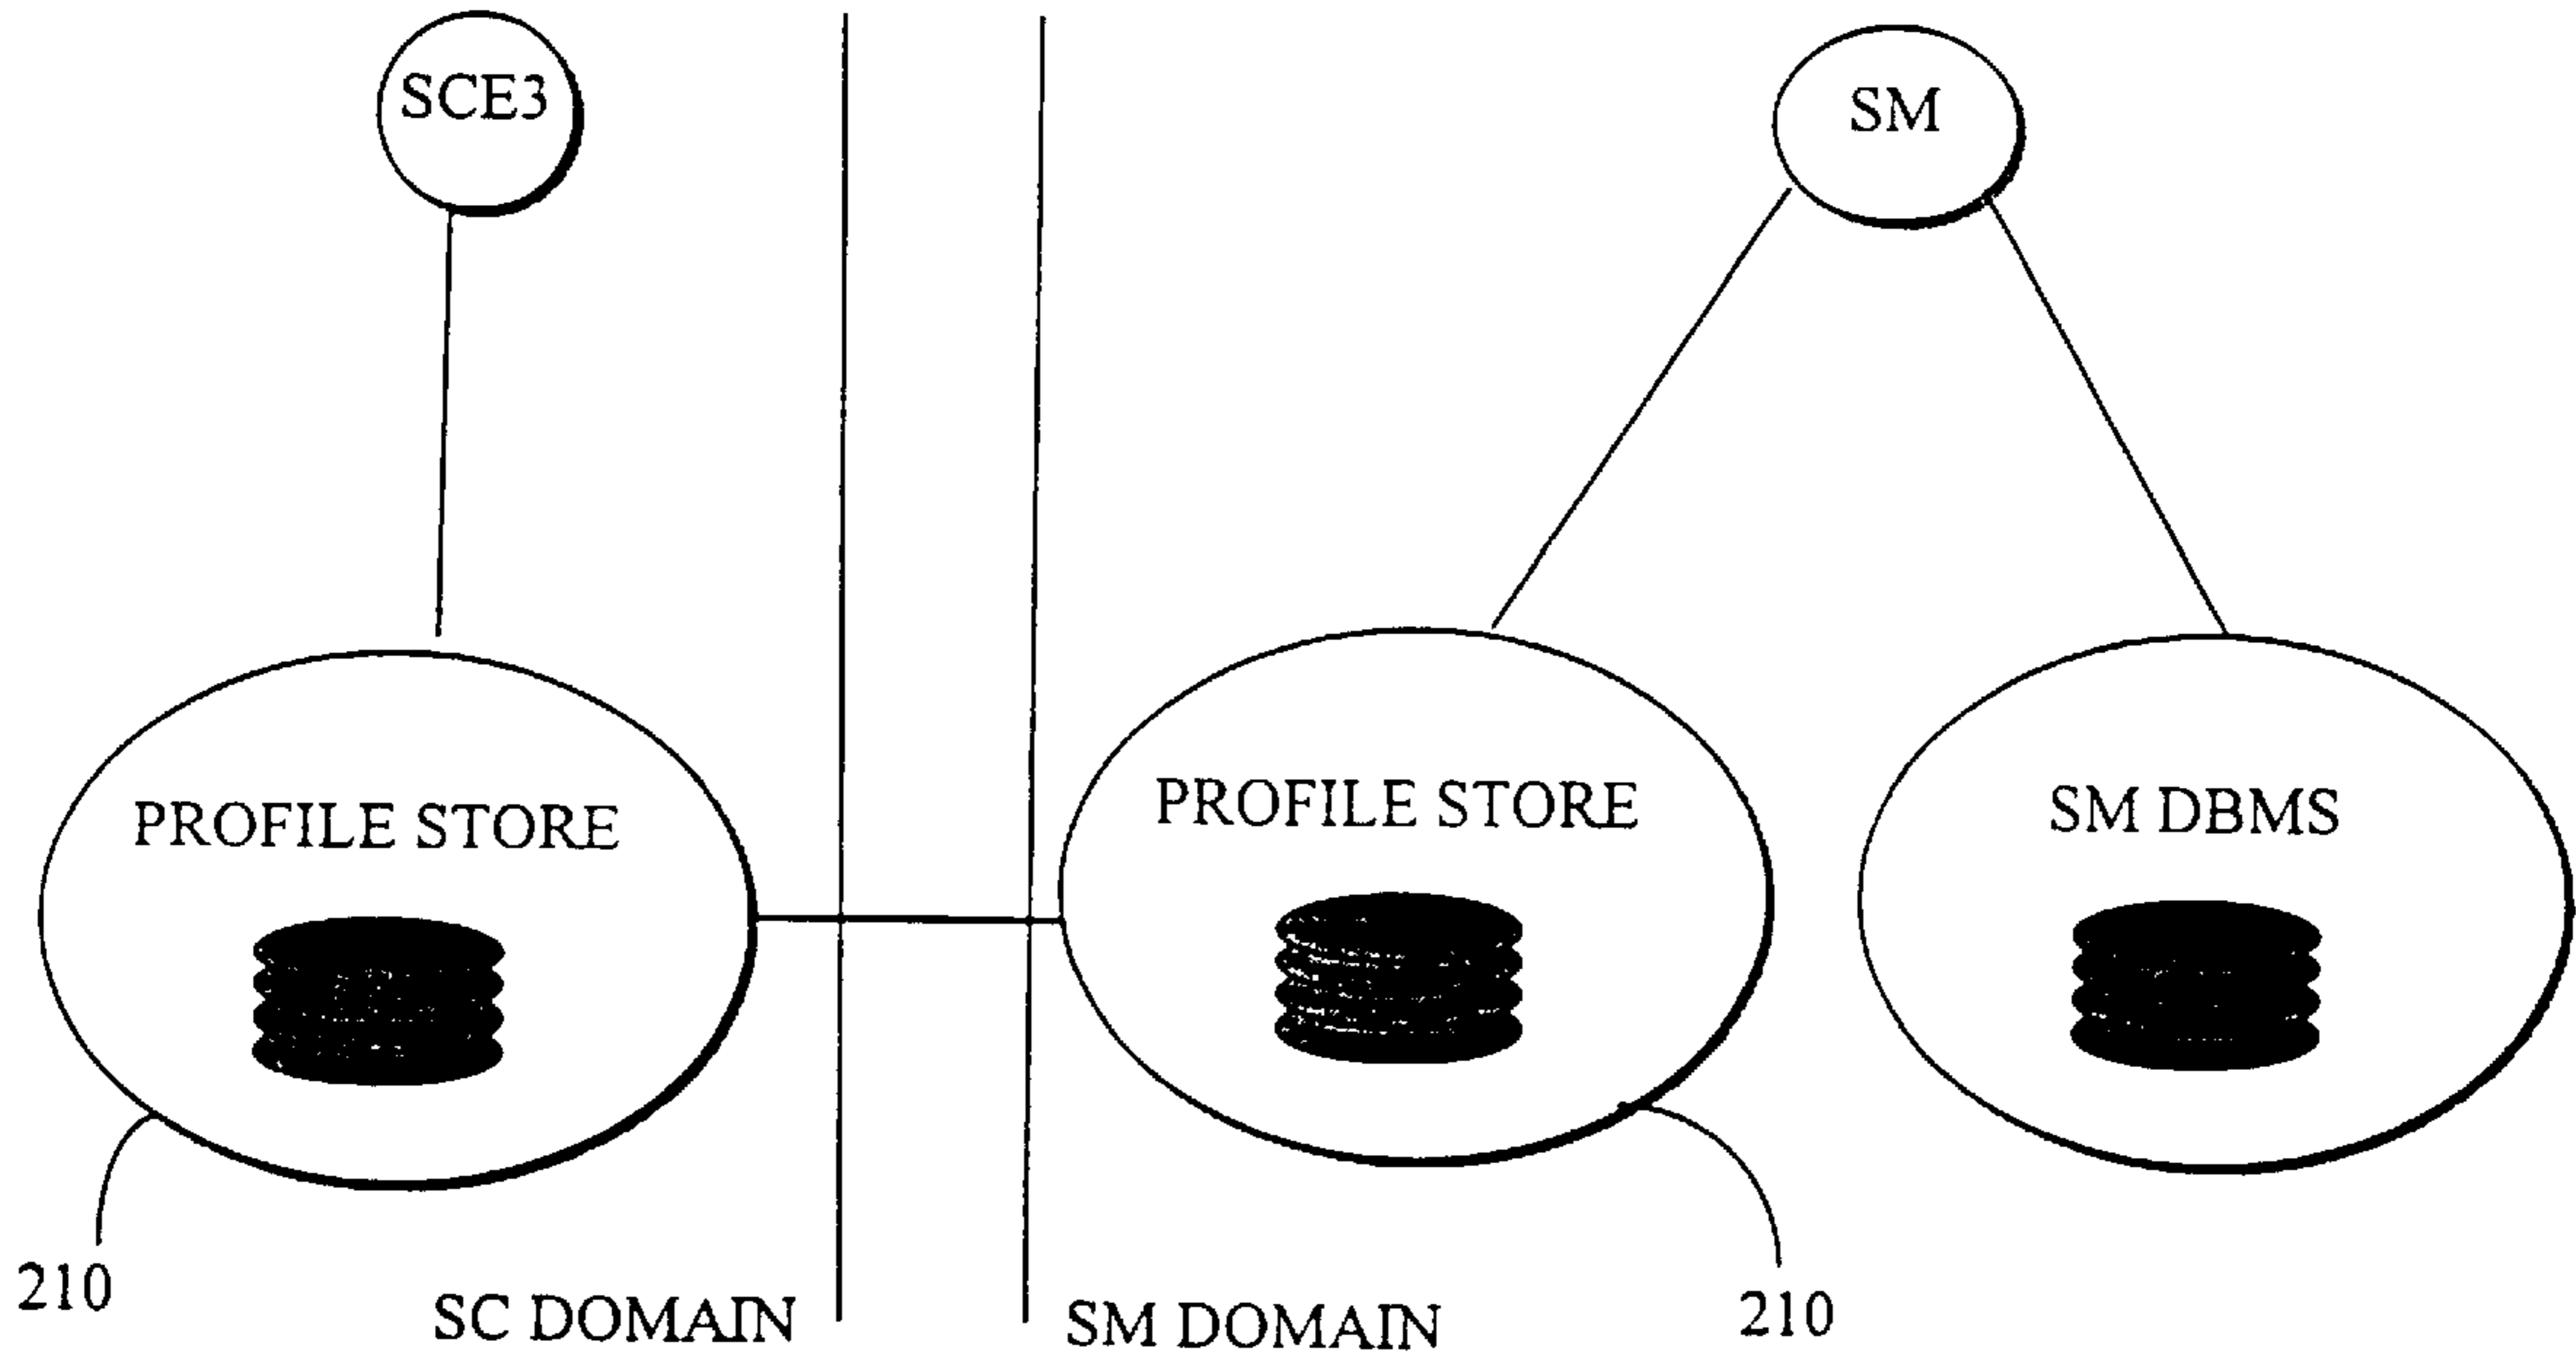 SCE3
SM
PROFILE STORE
PROFILE STORE
SM DBMS
210
SC DOMAIN
SM DOMAIN
210